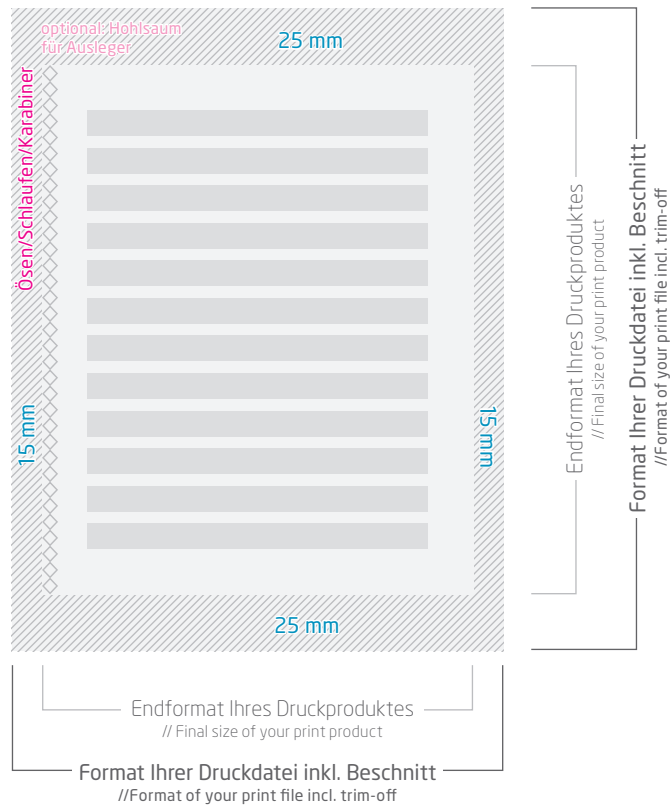 optional: Hohlsaum
für Ausleger
25 mm
Ösen/Schlaufen/Karabiner
15 mm
15 mm
25 mm
Endformat Ihres Druckproduktes
// Final size of your print product
Format Ihrer Druckdatei inkl. Beschnitt
//Format of your print file incl. trim-off
Endformat Ihres Druckproduktes
// Final size of your print product
Format Ihrer Druckdatei inkl. Beschnitt
//Format of your print file incl. trim-off